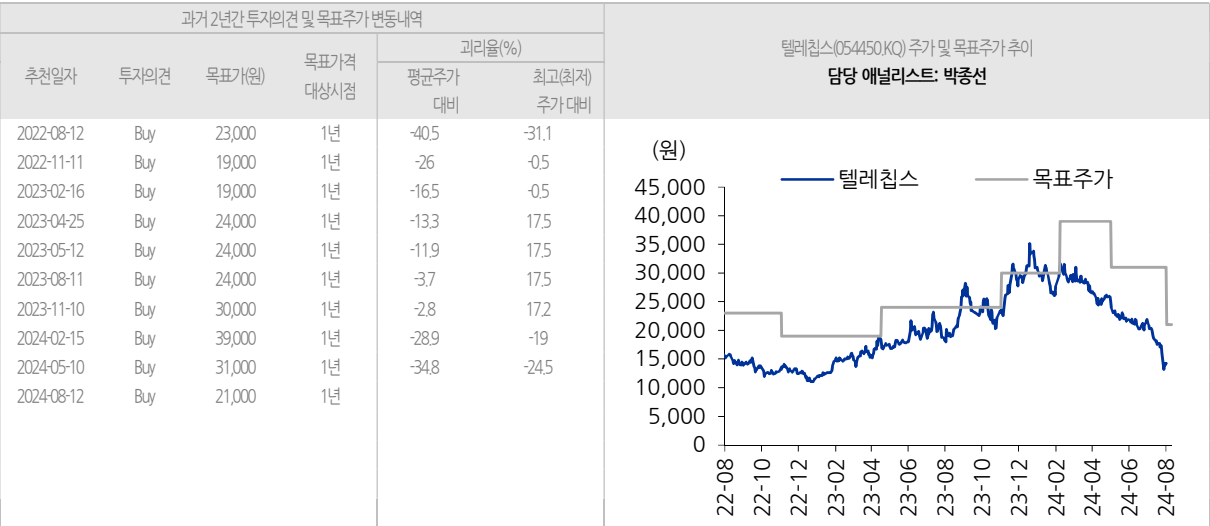 과거 2년간 투자의견 및 목표주가 변동내역
추천일자 투자의견 목표가(원) 목표가격 대상시점 괴리율(%)
평균주가 대비 최고(최저) 주가 대비
2022-08-12 Buy 23,000 1년 -40.5 -31.1
2022-11-11 Buy 19,000 1년 -26 -0.5
2023-02-16 Buy 19,000 1년 -16.5 -0.5
2023-04-25 Buy 24,000 1년 -13.3 17.5
2023-05-12 Buy 24,000 1년 -11.9 17.5
2023-08-11 Buy 24,000 1년 -3.7 17.5
2023-11-10 Buy 30,000 1년 -2.8 17.2
2024-02-15 Buy 39,000 1년 -28.9 -19
2024-05-10 Buy 31,000 1년 -34.8 -24.5
2024-08-12 Buy 21,000 1년
텔레칩스(054450.KQ) 주가 및 목표주가 추이
담당 애널리스트: 박종선
(원)
텔레칩스 목표주가
45,000
40,000
35,000
30,000
25,000
20,000
15,000
10,000
5,000
0
22-08 22-10 22-12 23-02 23-04 23-06 23-08 23-10 23-12 24-02 24-04 24-06 24-08